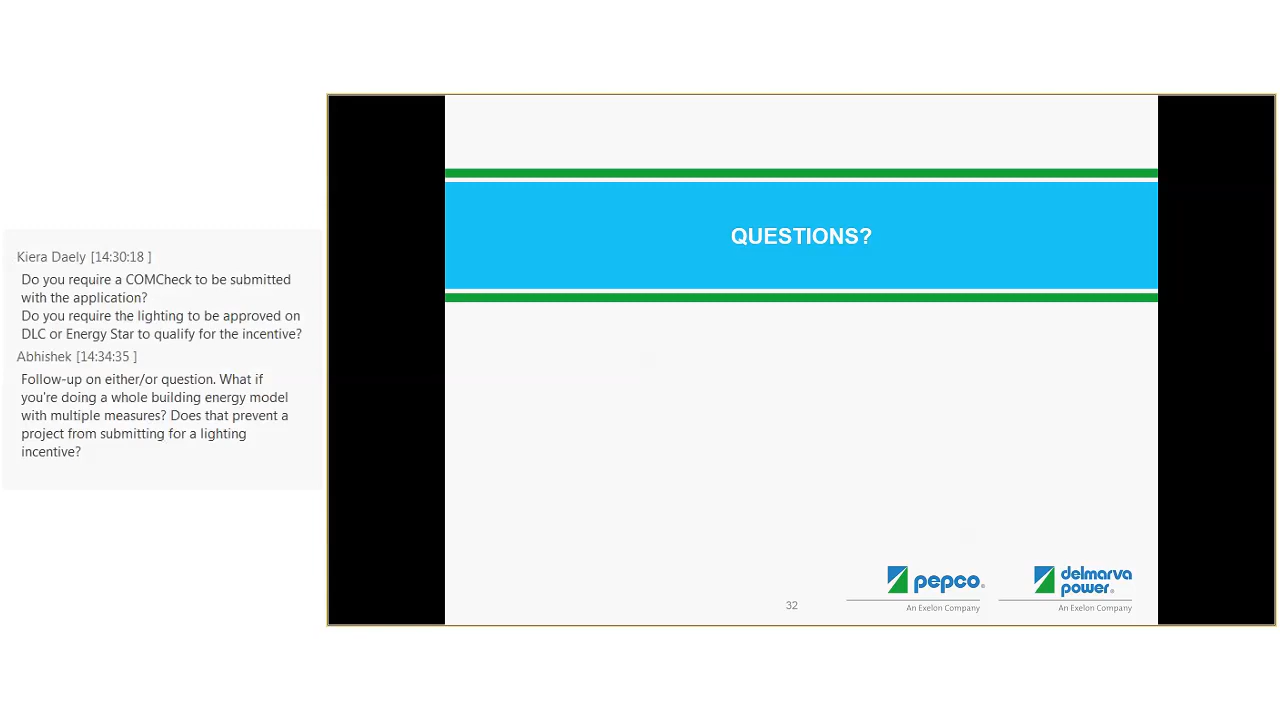 Kiera Daely [14:30:18 ]
Do you require a COMCheck to be submitted
with the application?
Do you require the lighting to be approved on
DLC or Energy Star to qualify for the incentive?
Abhishek [14:34:35 ]
Follow-up on either/or question. What if
you're doing a whole building energy model
with multiple measures? Does that prevent a
project from submitting for a lighting
incentive?
QUESTIONS?
32
pepco®
An Exelon Company
delmarva
power®
An Exelon Company